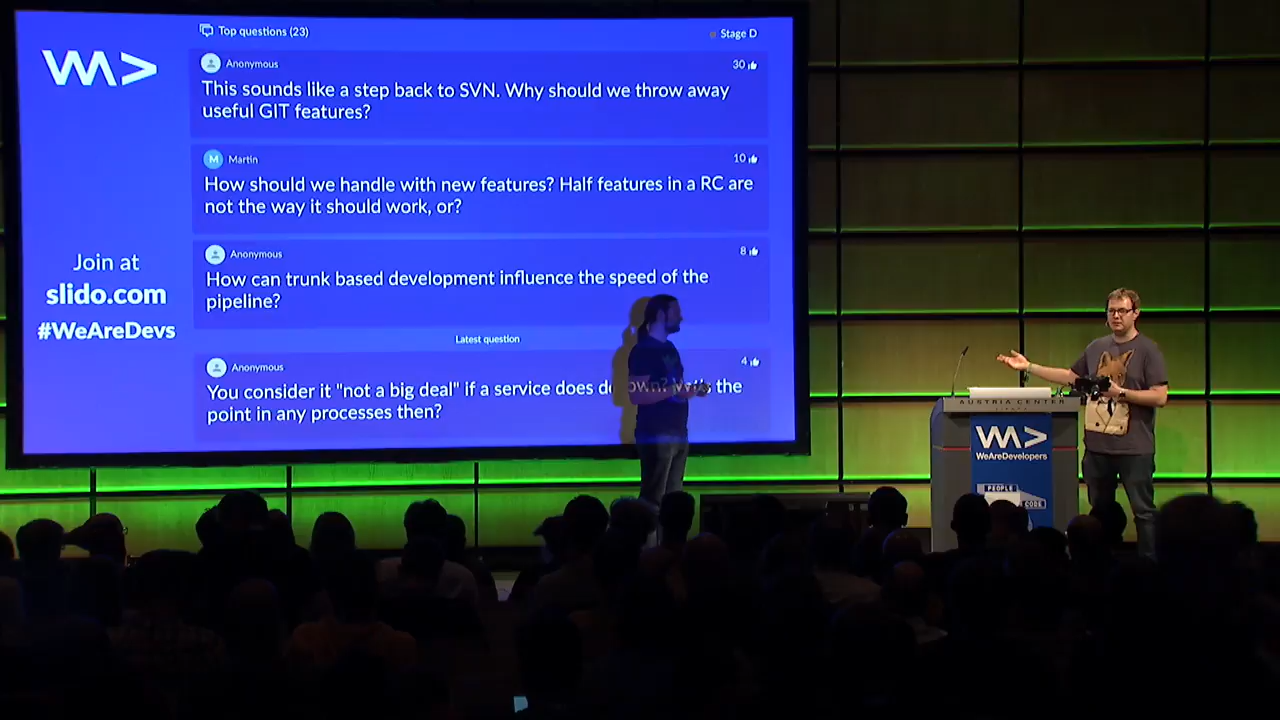 Top questions (23)
Stage D
Anonymous
30
This sounds like a step back to SVN. Why should we throw away
useful GIT features?
M Martin
10
How should we handle with new features? Half features in a RC are
not the way it should work, or?
Anonymous
8
How can trunk based development influence the speed of the
pipeline?
Latest question
Anonymous
4
You consider it "not a big deal" if a service does the
point in any processes then?
Join at
slido.com
#WeAreDevs
AUSTRIA CENTER
WeAreDevelopers
PEOPLE
CODE